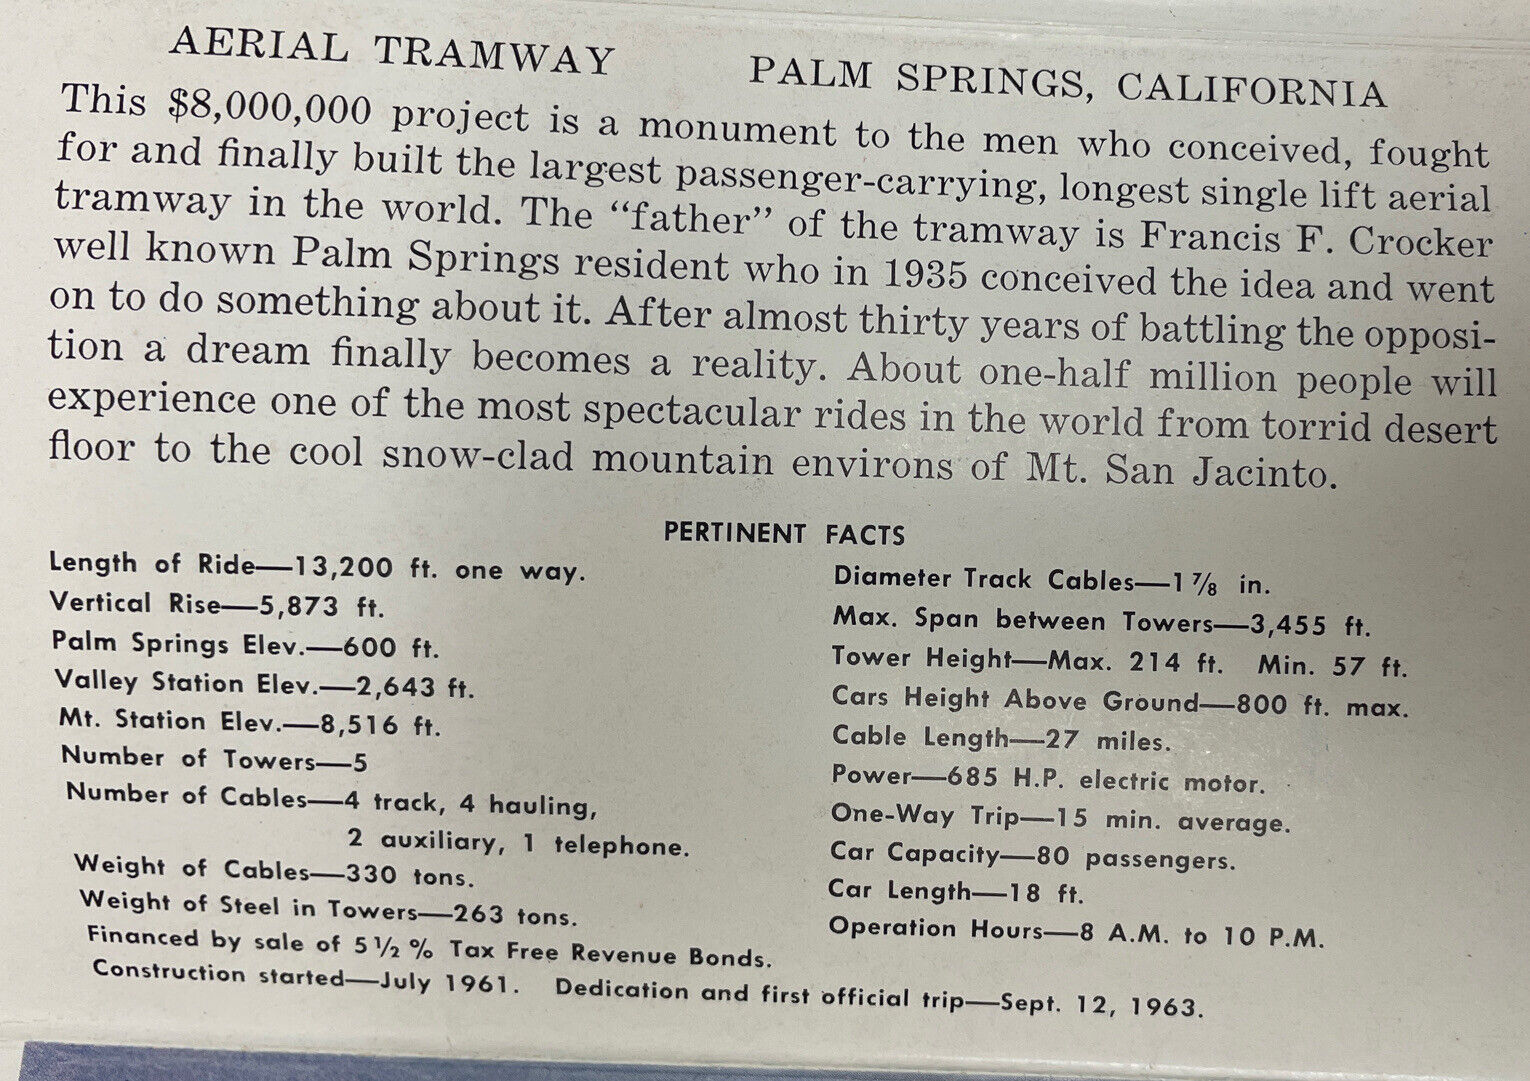 AERIAL TRAMWAY PALM SPRINGS, CALIFORNIA
This $8,000,000 project is a monument to the men who conceived, fought
for and finally built the largest passenger-carrying, longest single lift aerial
tramway in the world. The “father” of the tramway is Francis F. Crocker
well known Palm Springs resident who in 1935 conceived the idea and went
on to do something about it. After almost thirty years of battling the opposi-
tion a dream finally becomes a reality. About one-half million people will
experience one of the most spectacular rides in the world from torrid desert
floor to the cool snow-clad mountain environs of Mt. San Jacinto.
PERTINENT FACTS
Length of Ride—13,200 ft. one way.
Vertical Rise—5,873 ft.
Palm Springs Elev.—600 ft.
Valley Station Elev.—2,643 ft.
Mt. Station Elev.—8,516 ft.
Number of Towers—5
Number of Cables—4 track, 4 hauling,
2 auxiliary, 1 telephone.
Weight of Cables—330 tons.
Weight of Steel in Towers—263 tons.
Diameter Track Cables—1 7/8 in.
Max. Span between Towers—3,455 ft.
Tower Height—Max. 214 ft. Min. 57 ft.
Cars Height Above Ground—800 ft. max.
Cable Length—27 miles.
Power—685 H.P. electric motor.
One-Way Trip—15 min. average.
Car Capacity—80 passengers.
Car Length—18 ft.
Operation Hours—8 A.M. to 10 P.M.
Financed by sale of 5 1/2 % Tax Free Revenue Bonds.
Construction started—July 1961. Dedication and first official trip—Sept. 12, 1963.